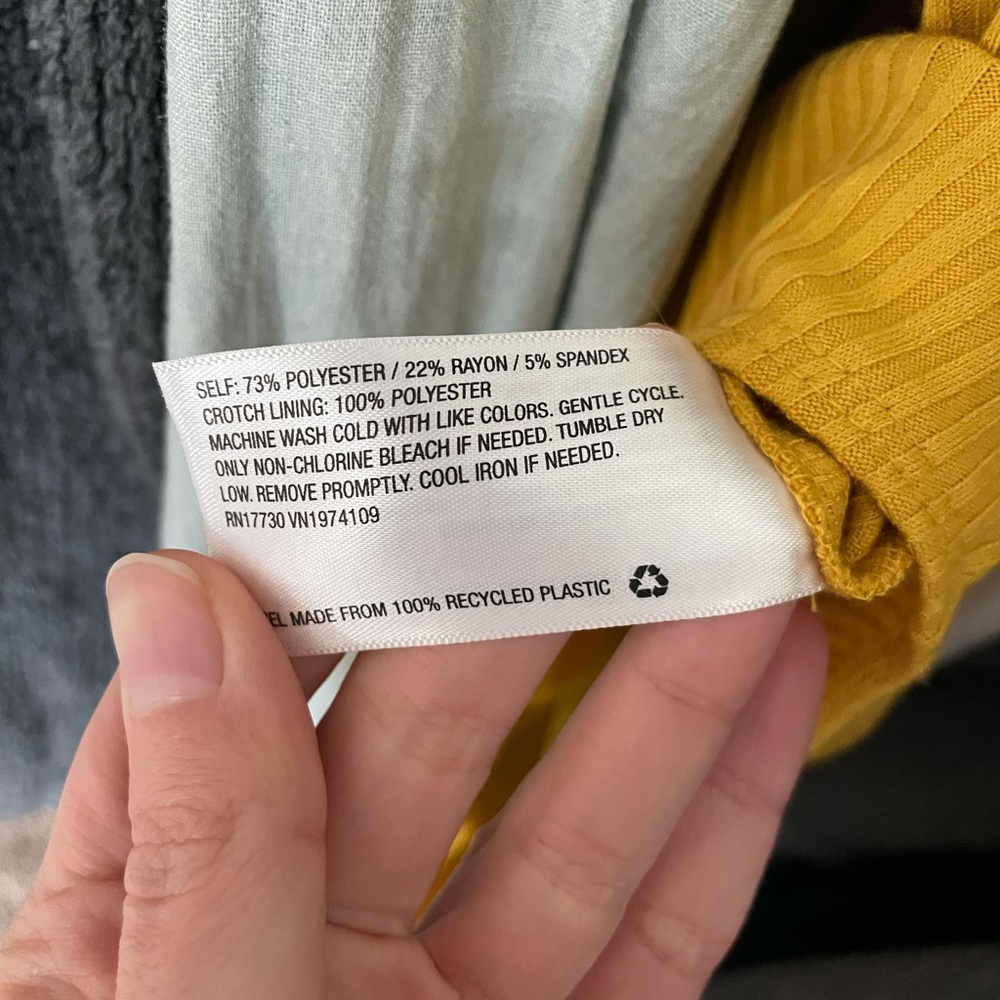 SELF: 73% POLYESTER / 22% RAYON / 5% SPANDEX
CROTCH LINING: 100% POLYESTER
MACHINE WASH COLD WITH LIKE COLORS. GENTLE CYCLE.
ONLY NON-CHLORINE BLEACH IF NEEDED. TUMBLE DRY
LOW. REMOVE PROMPTLY. COOL IRON IF NEEDED.
RN17730 VN1974109
MADE FROM 100% RECYCLED PLASTIC